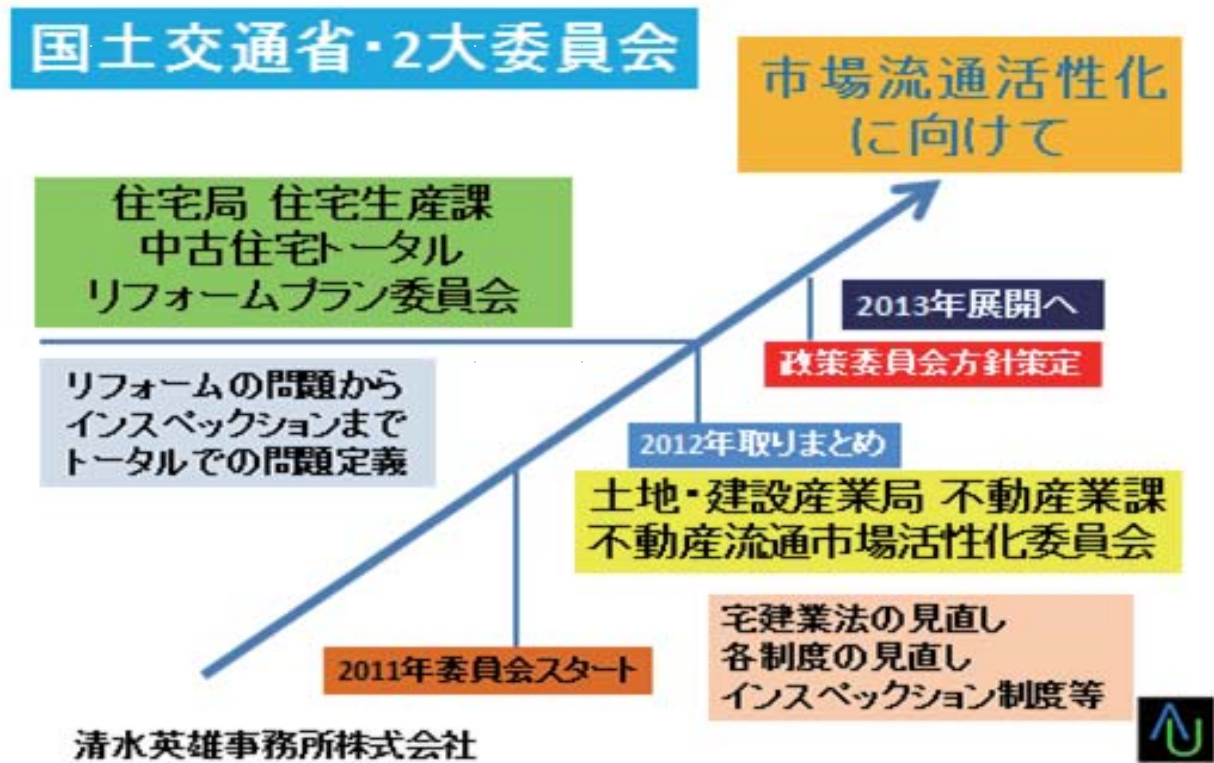 国土交通省・2大委員会
市場流通活性化
に向けて
住宅局 住宅生産課
中古住宅トータル
リフォームプラン委員会
2013年展開へ
政策委員会方針策定
リフォームの問題から
インスペックションまで
トータルでの問題定義
2012年取りまとめ
土地・建設産業局 不動産業課
不動産流通市場活性化委員会
2011年委員会スタート
宅建業法の見直し
各制度の見直し
インスペックション制度等
清水英雄事務所株式会社